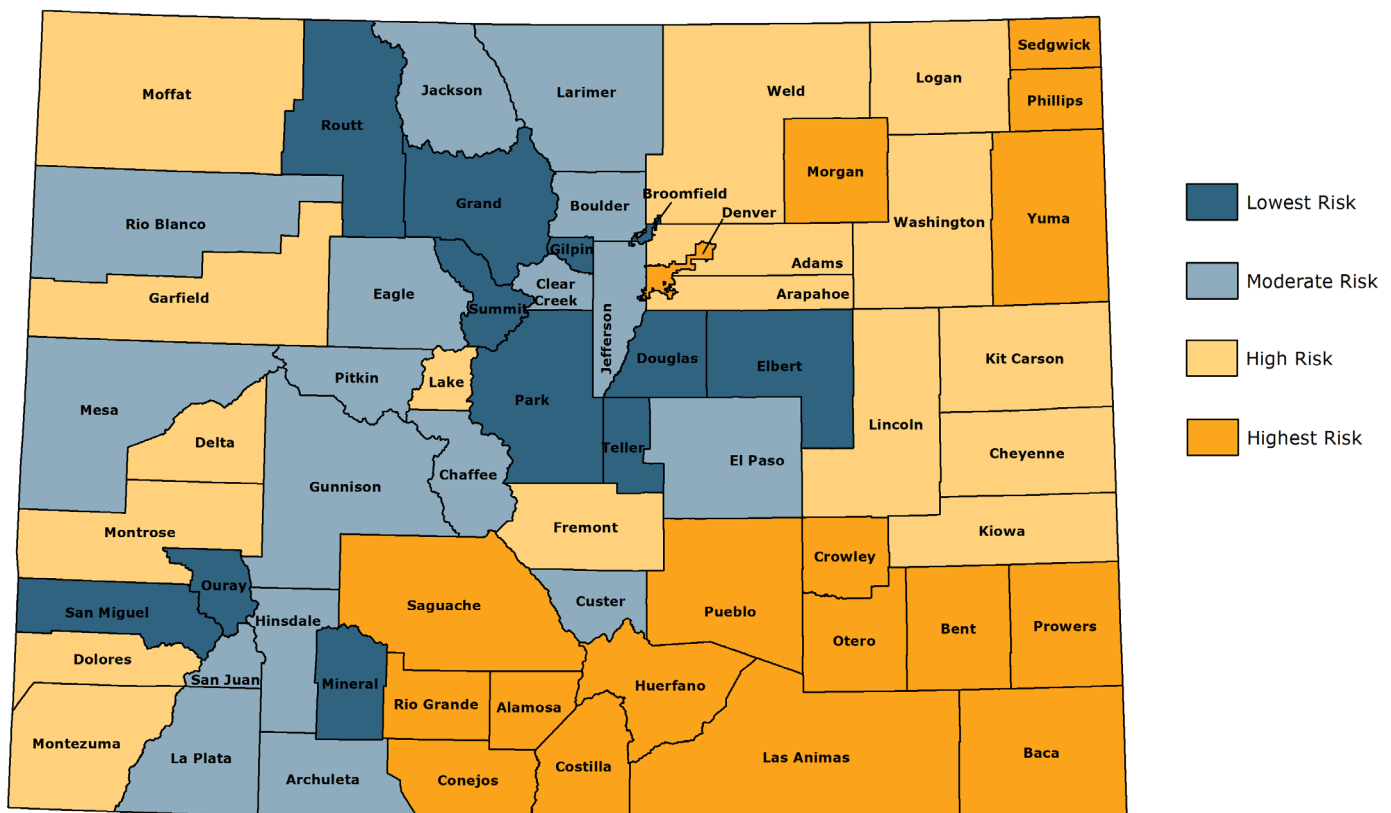 Sedgwick
Logan
Jackson
Larimer
Weld
Moffat
Phillips
Routt
Morgan
Broomfield
Grand
Boulder
Denver
Yuma
Lowest Risk
Rio Blanco
Washington
Gilpin
Adams
Moderate Risk
Garfield
Eagle
Clear
Creek
Arapahoe
Summit
Jefferson
Douglas
Elbert
Kit Carson
High Risk
Pitkin
Lake
Mesa
Park
Lincoln
Delta
Teller
Highest Risk
Gunnison
Chaffee
El Paso
Cheyenne
Montrose
Fremont
Kiowa
Crowley
Ouray
San Miguel
Hinsdale
Saguache
Custer
Pueblo
Otero
Bent
Prowers
Dolores
San Juan
Mineral
Rio Grande
Alamosa
Huerfano
Montezuma
La Plata
Archuleta
Conejos
Costilla
Las Animas
Baca